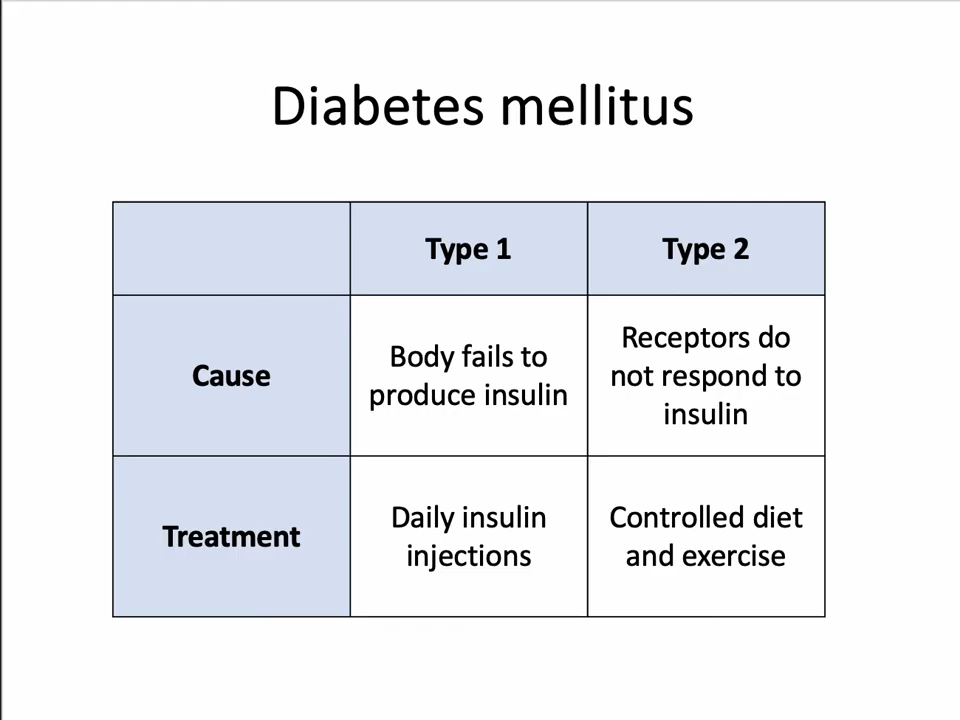 Diabetes mellitus
Type 1
Type 2
Cause
Body fails to
produce insulin
Receptors do
not respond to
insulin
Treatment
Daily insulin
injections
Controlled diet
and exercise